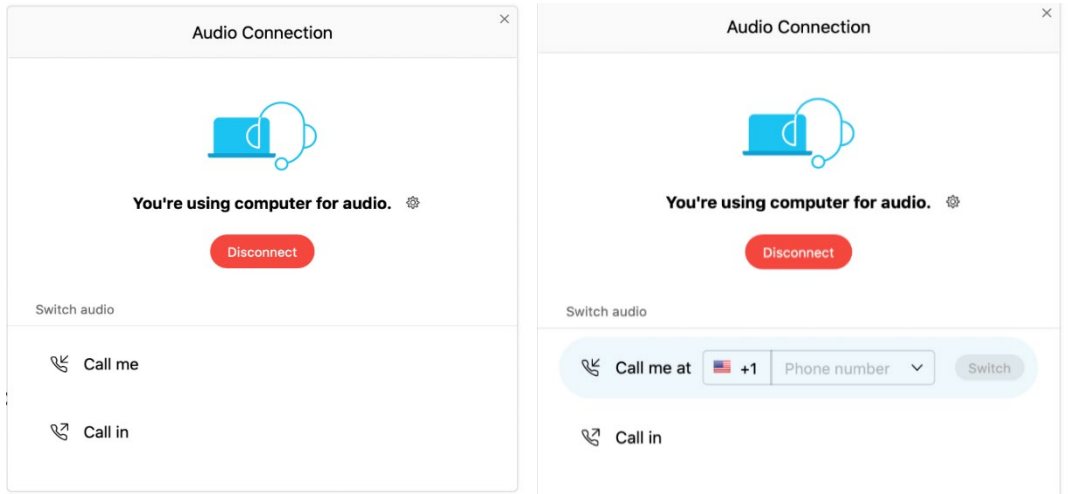 Audio Connection
You're using computer for audio.
Disconnect
Switch audio
Call me
Call in
Audio Connection
You're using computer for audio.
Disconnect
Switch audio
Call me at +1 Phone number Switch
Call in